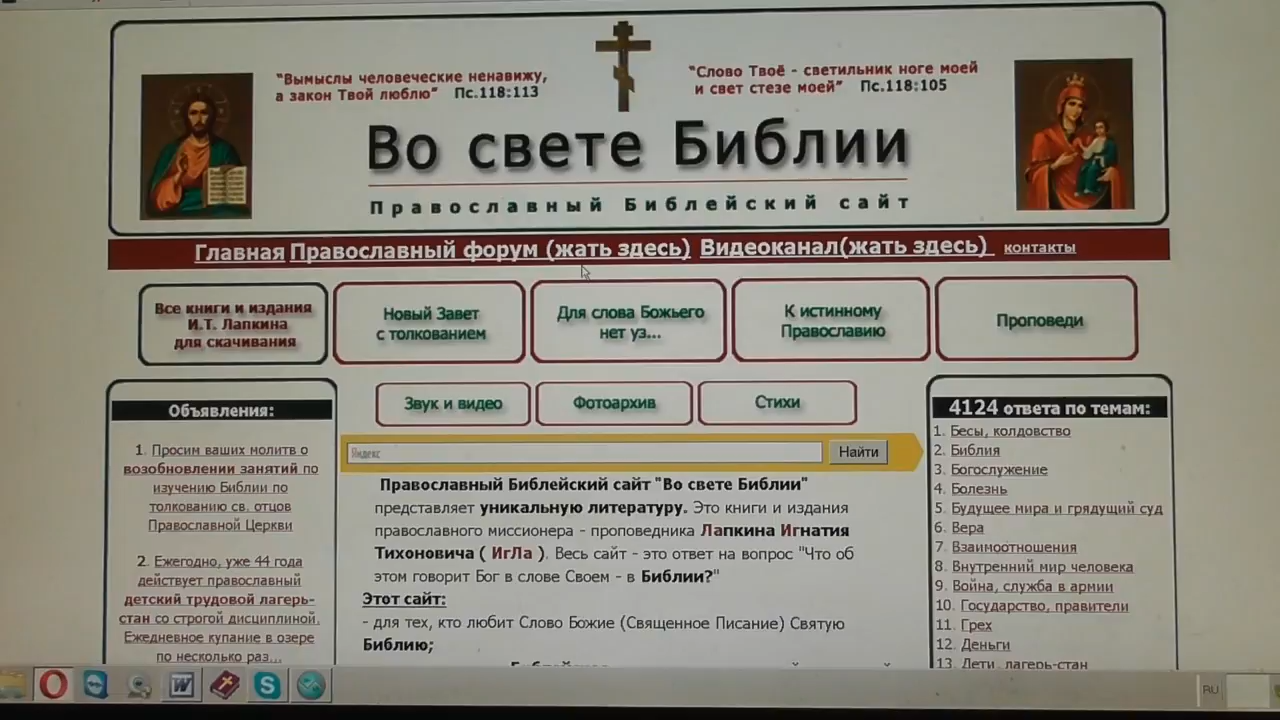 "Вымыслы человеческие ненавижу,
а закон Твой люблю" Пс.118:113
"Слово Твоё - светильник ноге моей
и свет стезе моей" Пс.118:105
Во свете Библии
Православный Библейский сайт
Главная Православный форум (жать здесь) Видеоканал(жать здесь) контакты
Все книги и издания
И.Т. Лапкина
для скачивания
Новый Завет
с толкованием
Для слова Божьего
нет уз...
К истинному
Православию
Проповеди
Звук и видео
Фотоархив
Стихи
Объявления:
1. Просим ваших молитв о
возобновлении занятий по
изучению Библии по
толкованию св. отцов
Православной Церкви
2. Ежегодно, уже 44 года
действует православный
детский трудовой лагерь-
стан со строгой дисциплиной.
Ежедневное купание в озере
по несколько раз...
Яндекс
Найти
Православный Библейский сайт "Во свете Библии"
представляет уникальную литературу. Это книги и издания
православного миссионера - проповедника Лапкина Игнатия
Тихоновича ( ИгЛа ). Весь сайт - это ответ на вопрос "Что об
этом говорит Бог в слове Своем - в Библии?"
Этот сайт:
- для тех, кто любит Слово Божие (Священное Писание) Святую
Библию;
4124 ответа по темам:
1. Бесы, колдовство
2. Библия
3. Богослужение
4. Болезнь
5. Будущее мира и грядущий суд
6. Вера
7. Взаимоотношения
8. Внутренний мир человека
9. Война, служба в армии
10. Государство, правители
11. Грех
12. Деньги
13. Дети, лагерь-стан
RU